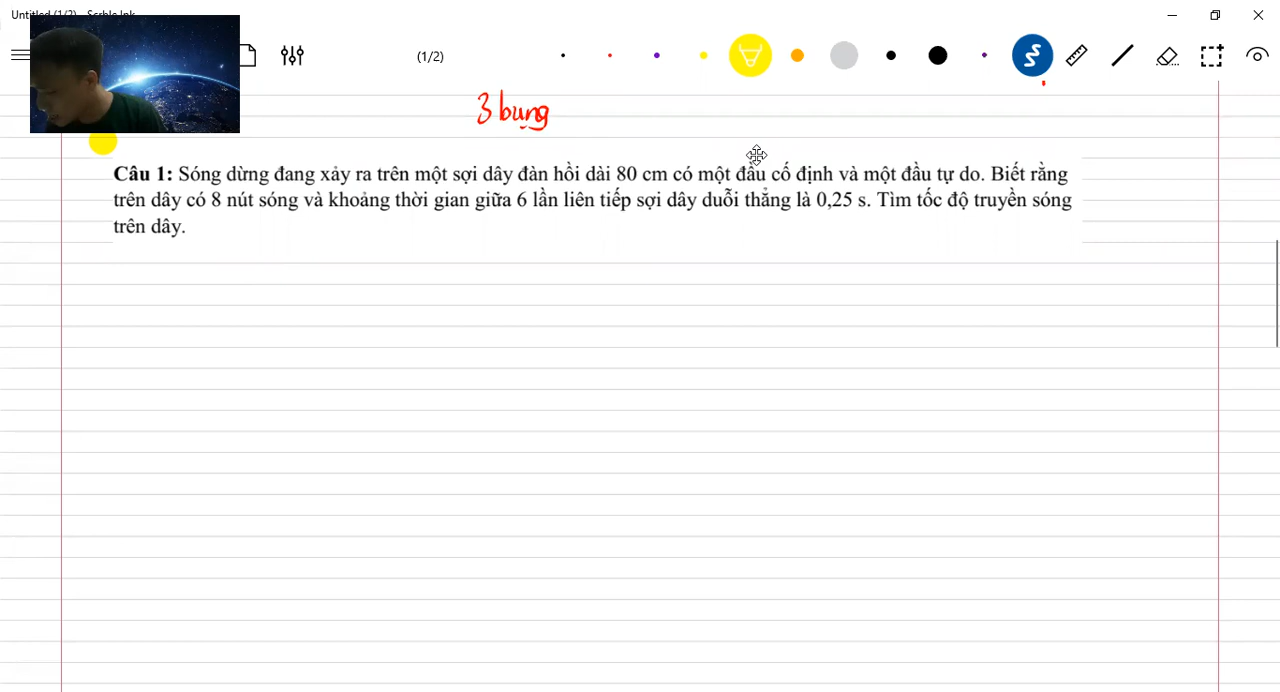 Untitled (1/2) - Scrble Ink
(1/2)
3 bụng
Câu 1: Sóng dừng đang xảy ra trên một sợi dây đàn hồi dài 80 cm có một đầu cố định và một đầu tự do. Biết rằng
trên dây có 8 nút sóng và khoảng thời gian giữa 6 lần liên tiếp sợi dây duỗi thẳng là 0,25 s. Tìm tốc độ truyền sóng
trên dây.